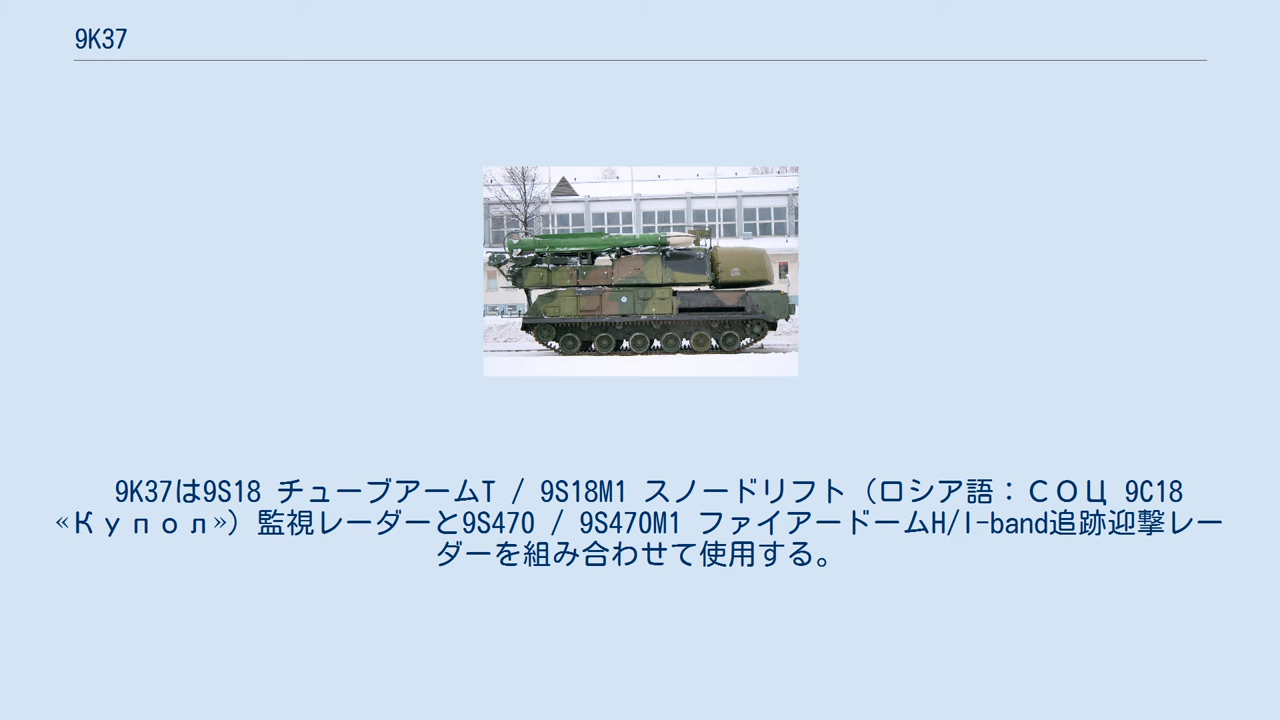 9K37
9K37は9S18 チューブアームT / 9S18M1 スノードリフト（ロシア語：ＣＯЦ 9C18
«Ｋｙｐｏл»）監視レーダーと9S470 / 9S470M1 ファイアードームH/I-band追跡迎撃レー
ダーを組み合わせて使用する。